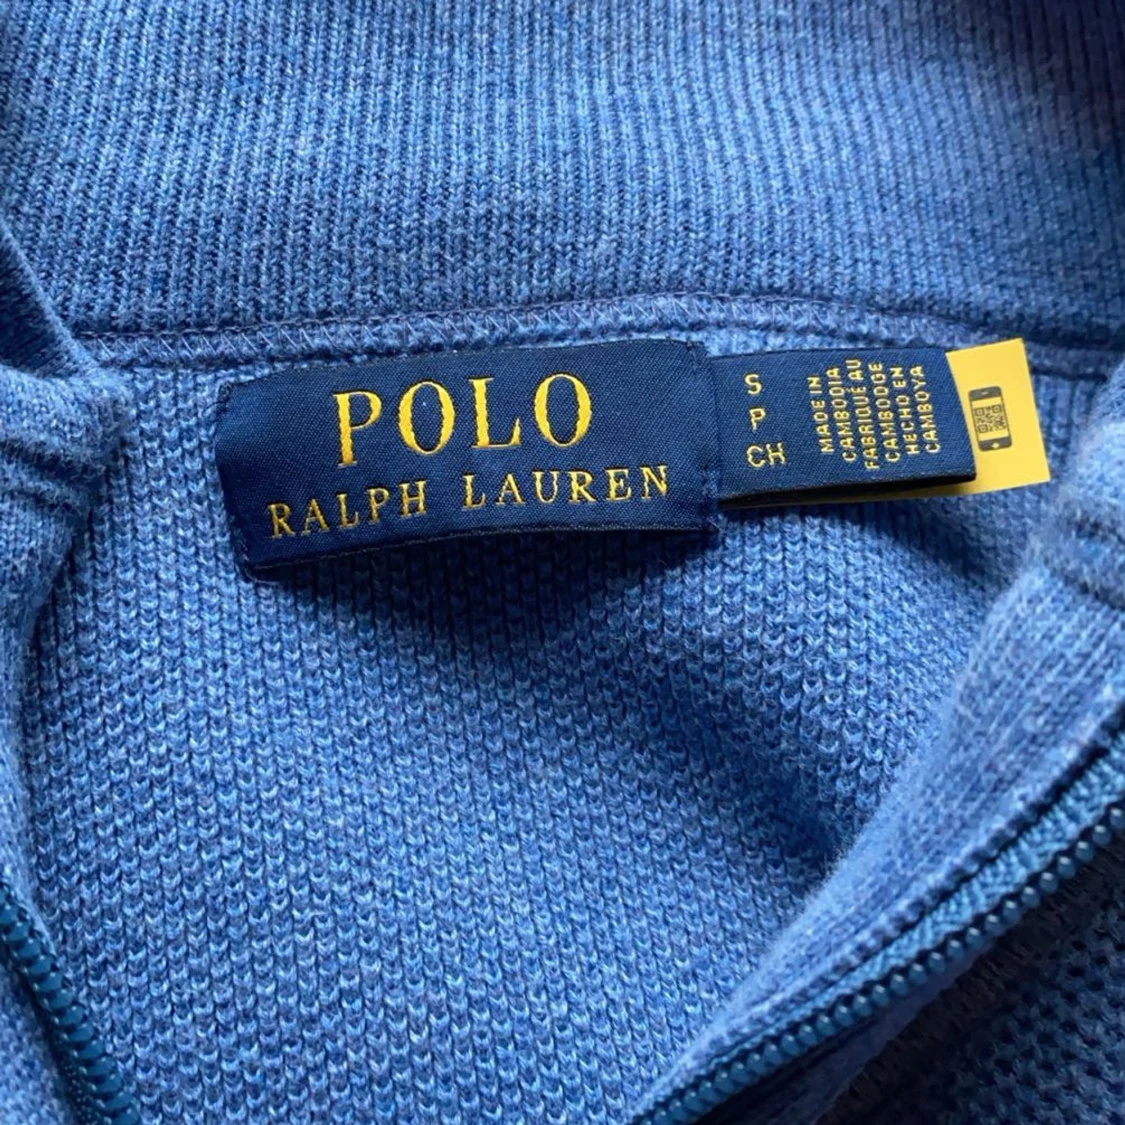 POLO
RALPH LAUREN
S
P
CH
MADE IN
CAMBODIA
FABRIQUÉ AU
CAMBODGE
HECHO EN
CAMBOYA